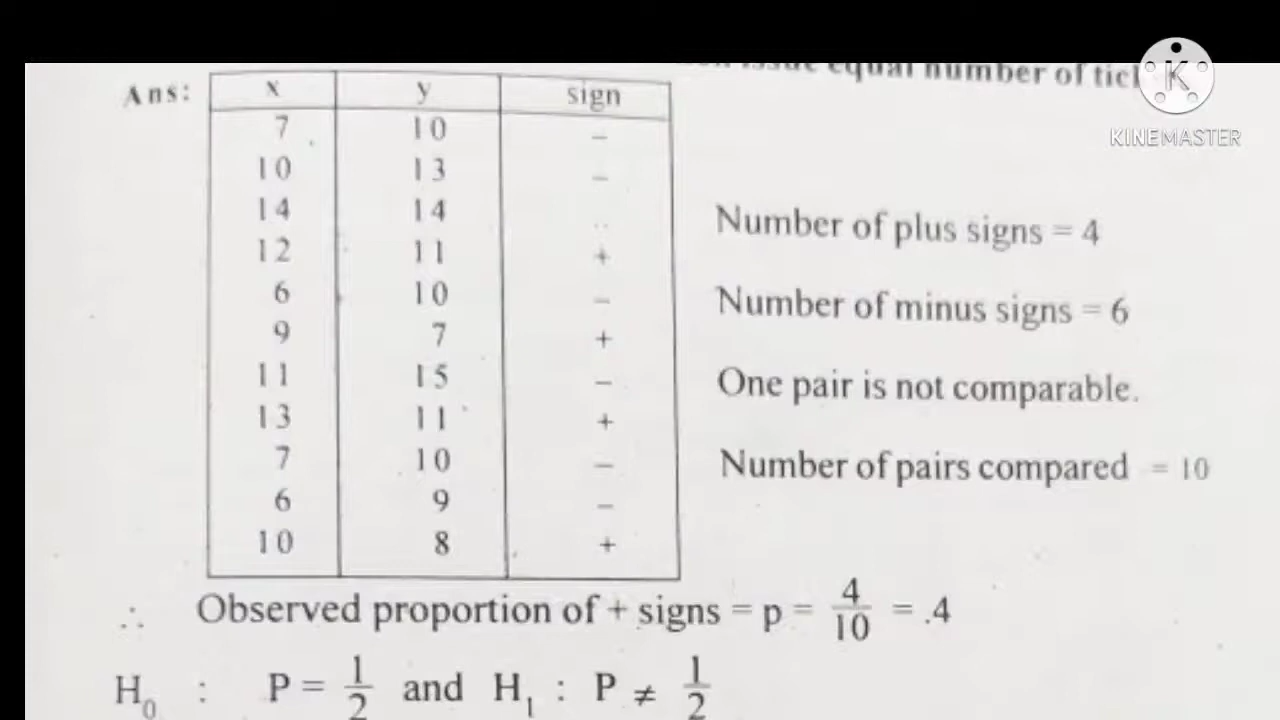 issue equal number of
K
KINEMASTER
Ans:
x y sign
7 10 –
10 13 –
14 14 ..
12 11 +
6 10 –
9 7 +
11 15 –
13 11 +
7 10 –
6 9 –
10 8 +
Number of plus signs = 4
Number of minus signs = 6
One pair is not comparable.
Number of pairs compared = 10
∴ Observed proportion of + signs = p = 4/10 = .4
H₀ : P = 1/2 and H₁ : P ≠ 1/2